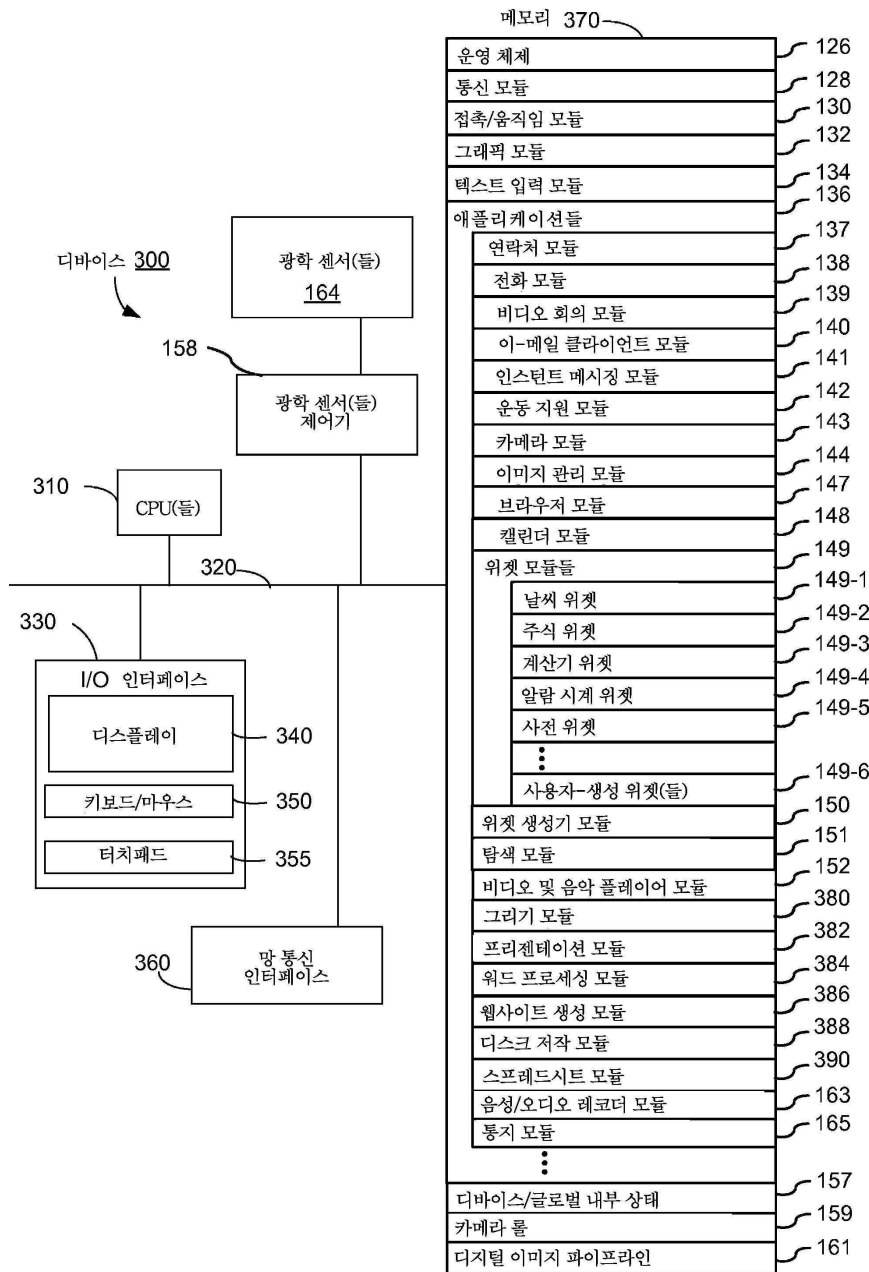 메모리 370
운영 체제
126
통신 모듈
128
접촉/움직임 모듈
130
그래픽 모듈
132
텍스트 입력 모듈
134
애플리케이션들
136
연락처 모듈
137
전화 모듈
138
비디오 회의 모듈
139
이-메일 클라이언트 모듈
140
인스턴트 메시징 모듈
141
운동 지원 모듈
142
카메라 모듈
143
이미지 관리 모듈
144
브라우저 모듈
147
캘린더 모듈
148
위젯 모듈들
149
날씨 위젯
149-1
주식 위젯
149-2
계산기 위젯
149-3
알람 시계 위젯
149-4
사전 위젯
149-5
사용자-생성 위젯(들)
149-6
위젯 생성기 모듈
150
탐색 모듈
151
비디오 및 음악 플레이어 모듈
152
그리기 모듈
380
프리젠테이션 모듈
382
워드 프로세싱 모듈
384
웹사이트 생성 모듈
386
디스크 저작 모듈
388
스프레드시트 모듈
390
음성/오디오 레코더 모듈
163
통지 모듈
165
디바이스/글로벌 내부 상태
157
카메라 롤
159
디지털 이미지 파이프라인
161
디바이스 300
광학 센서(들)
164
158
광학 센서(들)
제어기
310
CPU(들)
320
330
I/O 인터페이스
디스플레이
340
키보드/마우스
350
터치패드
355
360
망 통신
인터페이스